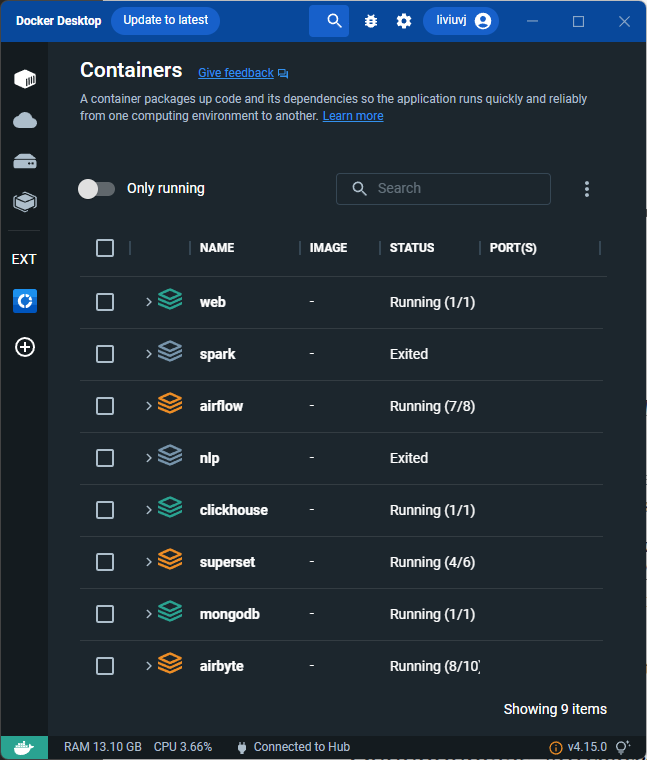 Docker Desktop Update to latest liviuvj
Containers Give feedback
A container packages up code and its dependencies so the application runs quickly and reliably
from one computing environment to another. Learn more
Only running Search
NAME IMAGE STATUS PORT(S)
web - Running (1/1)
spark - Exited
EXT
airflow - Running (7/8)
nlp - Exited
clickhouse - Running (1/1)
superset - Running (4/6)
mongodb - Running (1/1)
airbyte - Running (8/10)
Showing 9 items
RAM 13.10 GB CPU 3.66% Connected to Hub v4.15.0